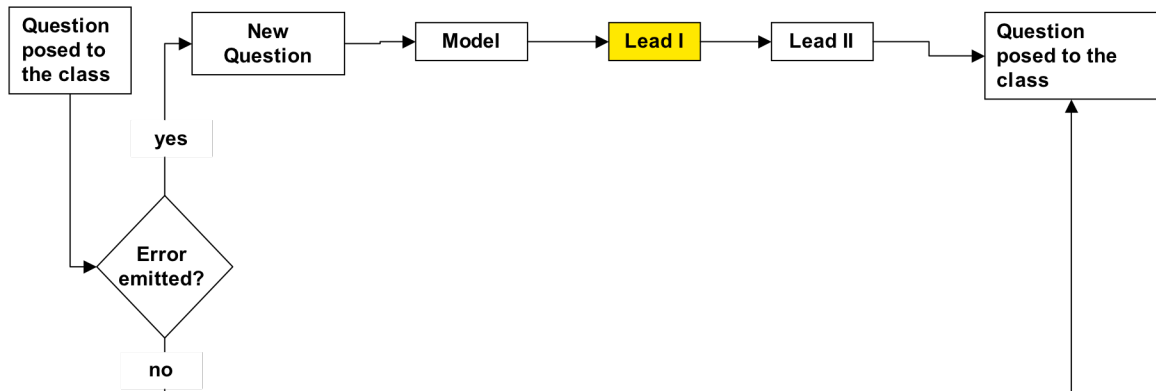 Question
posed to
the class
New
Question
Model
Lead I
Lead II
Question
posed to the
class
yes
Error
emitted?
no